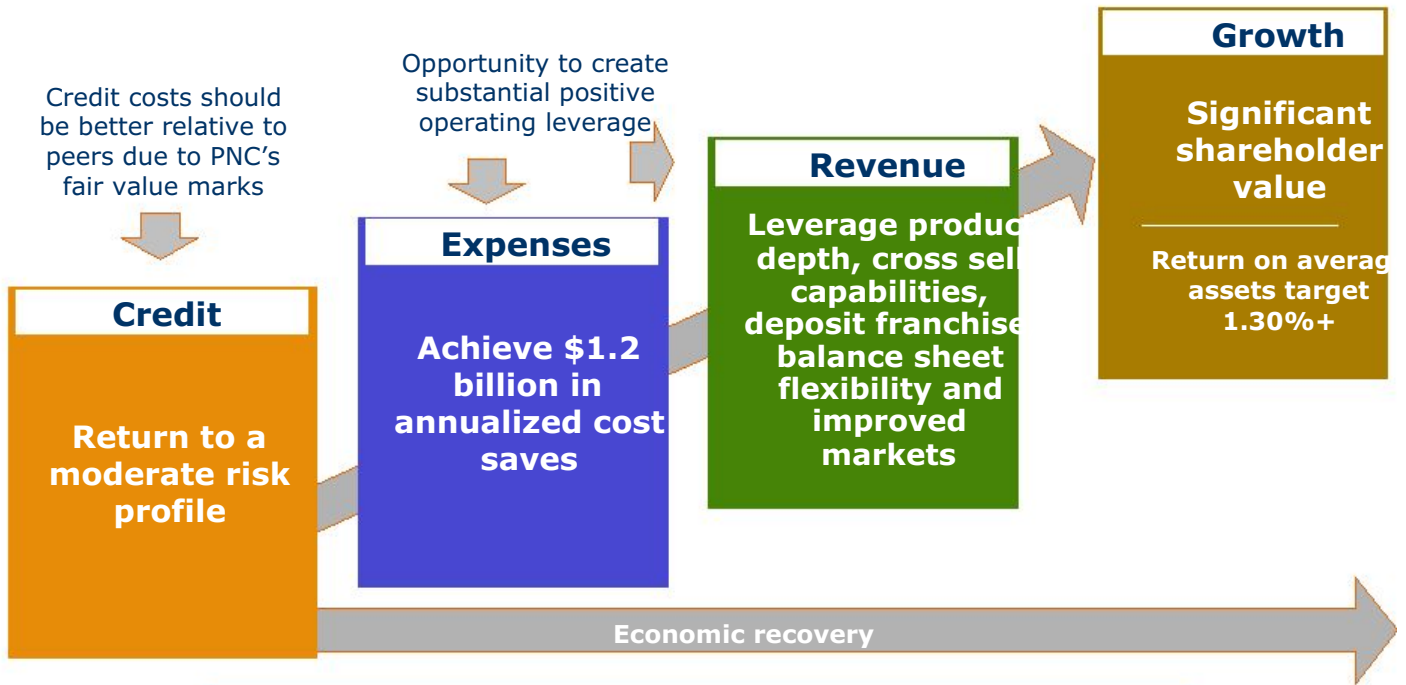 Credit costs should
be better relative to
peers due to PNC’s
fair value marks
Credit
Return to a
moderate risk
profile
Opportunity to create
substantial positive
operating leverage
Expenses
Achieve $1.2
billion in
annualized cost
saves
Revenue
Leverage produc
depth, cross sell
capabilities,
deposit franchise
balance sheet
flexibility and
improved
markets
Growth
Significant
shareholder
value
Return on averag
assets target
1.30%+
Economic recovery